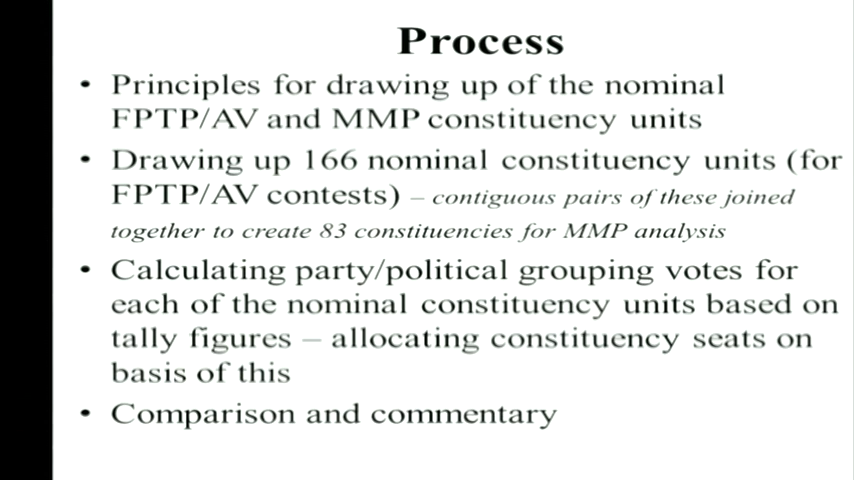 Process
• Principles for drawing up of the nominal
FPTP/AV and MMP constituency units
• Drawing up 166 nominal constituency units (for
FPTP/AV contests) – contiguous pairs of these joined
together to create 83 constituencies for MMP analysis
• Calculating party/political grouping votes for
each of the nominal constituency units based on
tally figures – allocating constituency seats on
basis of this
• Comparison and commentary